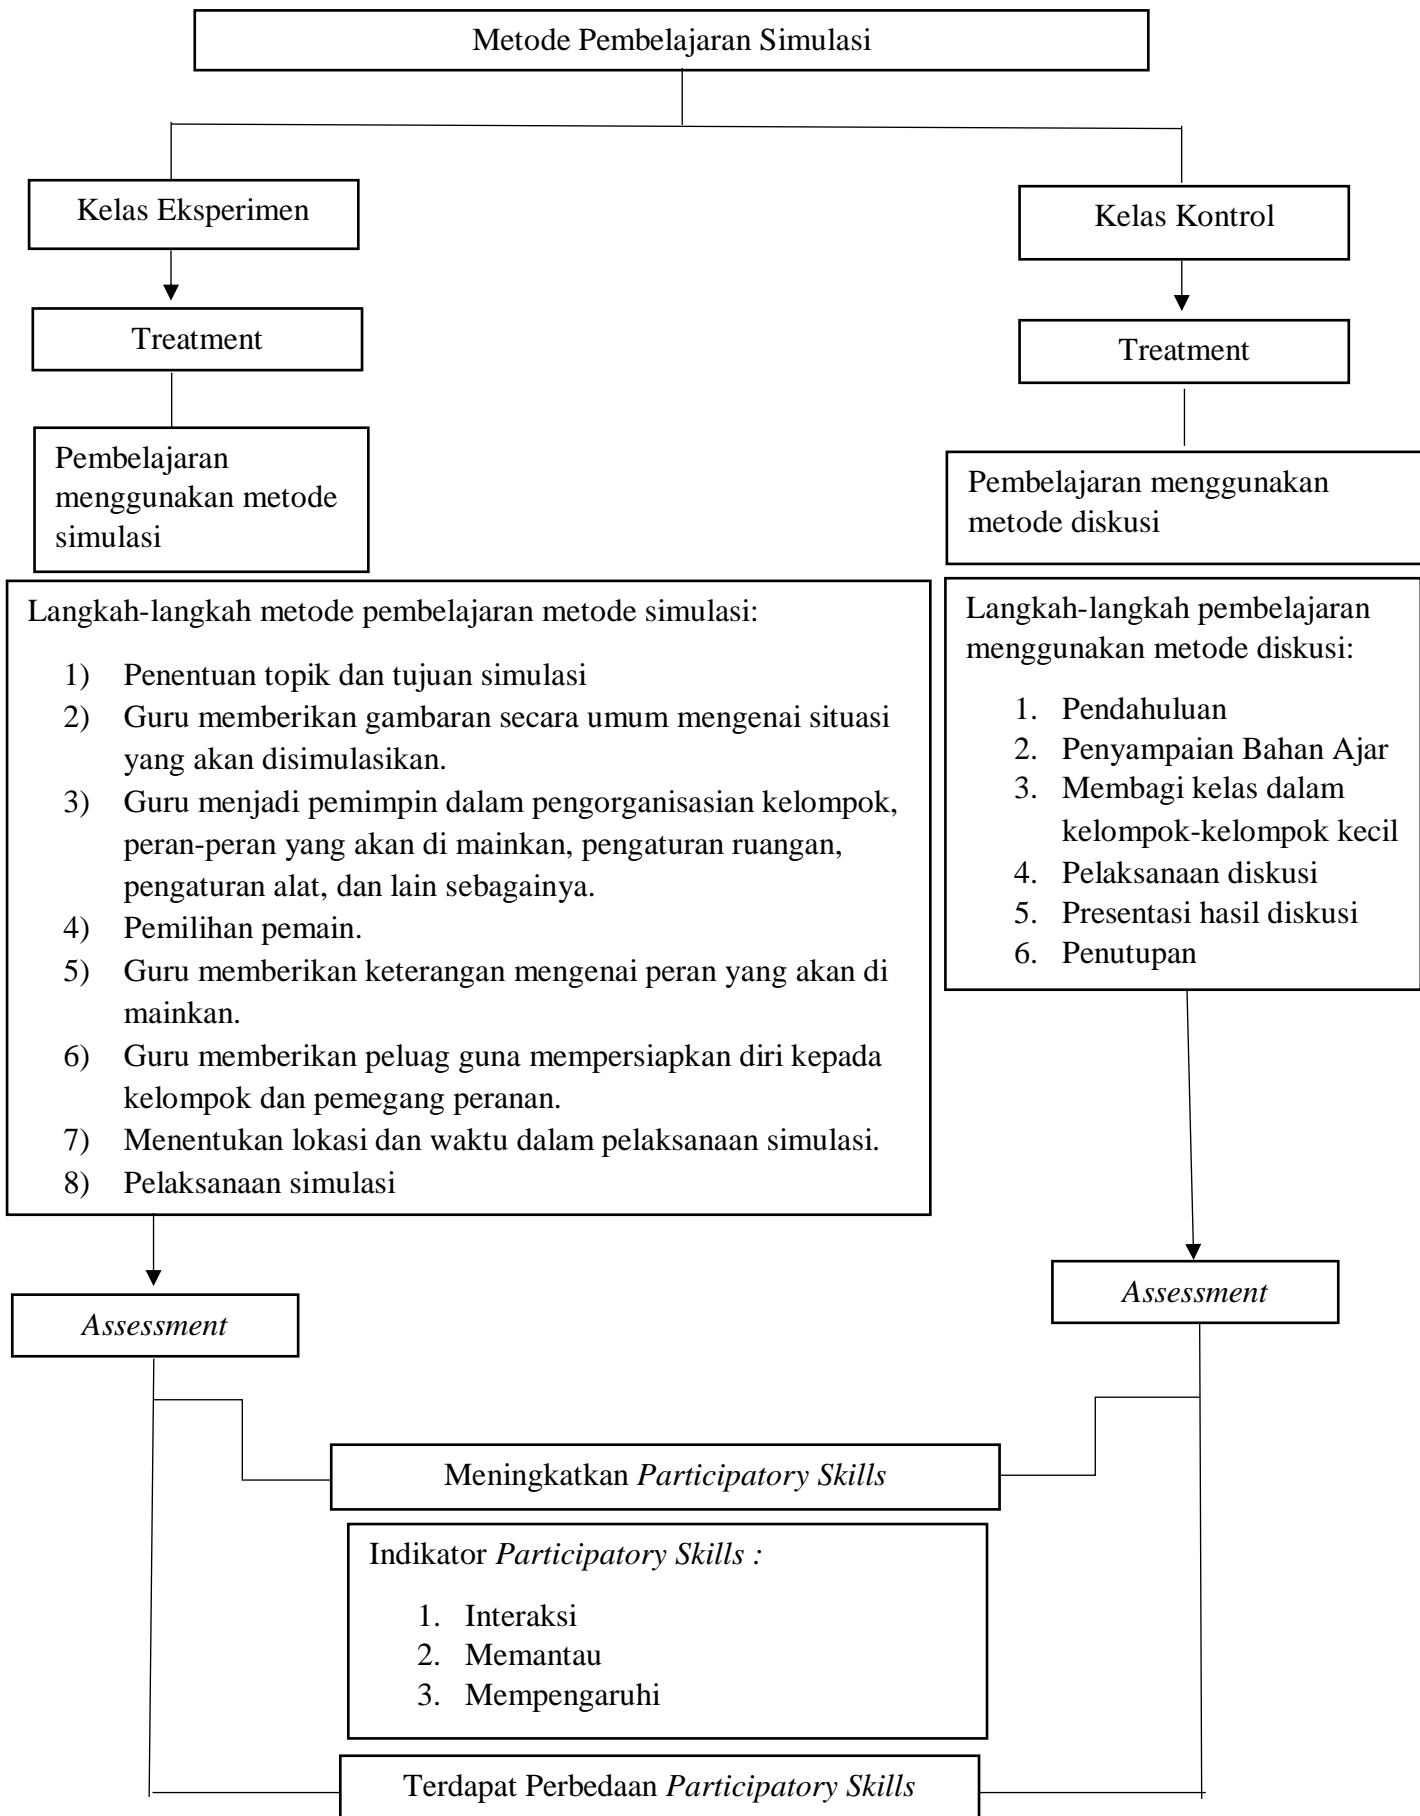 Metode Pembelajaran Simulasi
Kelas Eksperimen
Kelas Kontrol
Treatment
Treatment
Pembelajaran
menggunakan metode
simulasi
Pembelajaran menggunakan
metode diskusi
Langkah-langkah metode pembelajaran metode simulasi:
1) Penentuan topik dan tujuan simulasi
2) Guru memberikan gambaran secara umum mengenai situasi
yang akan disimulasikan.
3) Guru menjadi pemimpin dalam pengorganisasian kelompok,
peran-peran yang akan di mainkan, pengaturan ruangan,
pengaturan alat, dan lain sebagainya.
4) Pemilihan pemain.
5) Guru memberikan keterangan mengenai peran yang akan di
mainkan.
6) Guru memberikan peluag guna mempersiapkan diri kepada
kelompok dan pemegang peranan.
7) Menentukan lokasi dan waktu dalam pelaksanaan simulasi.
8) Pelaksanaan simulasi
Langkah-langkah pembelajaran
menggunakan metode diskusi:
1. Pendahuluan
2. Penyampaian Bahan Ajar
3. Membagi kelas dalam
kelompok-kelompok kecil
4. Pelaksanaan diskusi
5. Presentasi hasil diskusi
6. Penutupan
Assessment
Assessment
Meningkatkan Participatory Skills
Indikator Participatory Skills :
1. Interaksi
2. Memantau
3. Mempengaruhi
Terdapat Perbedaan Participatory Skills